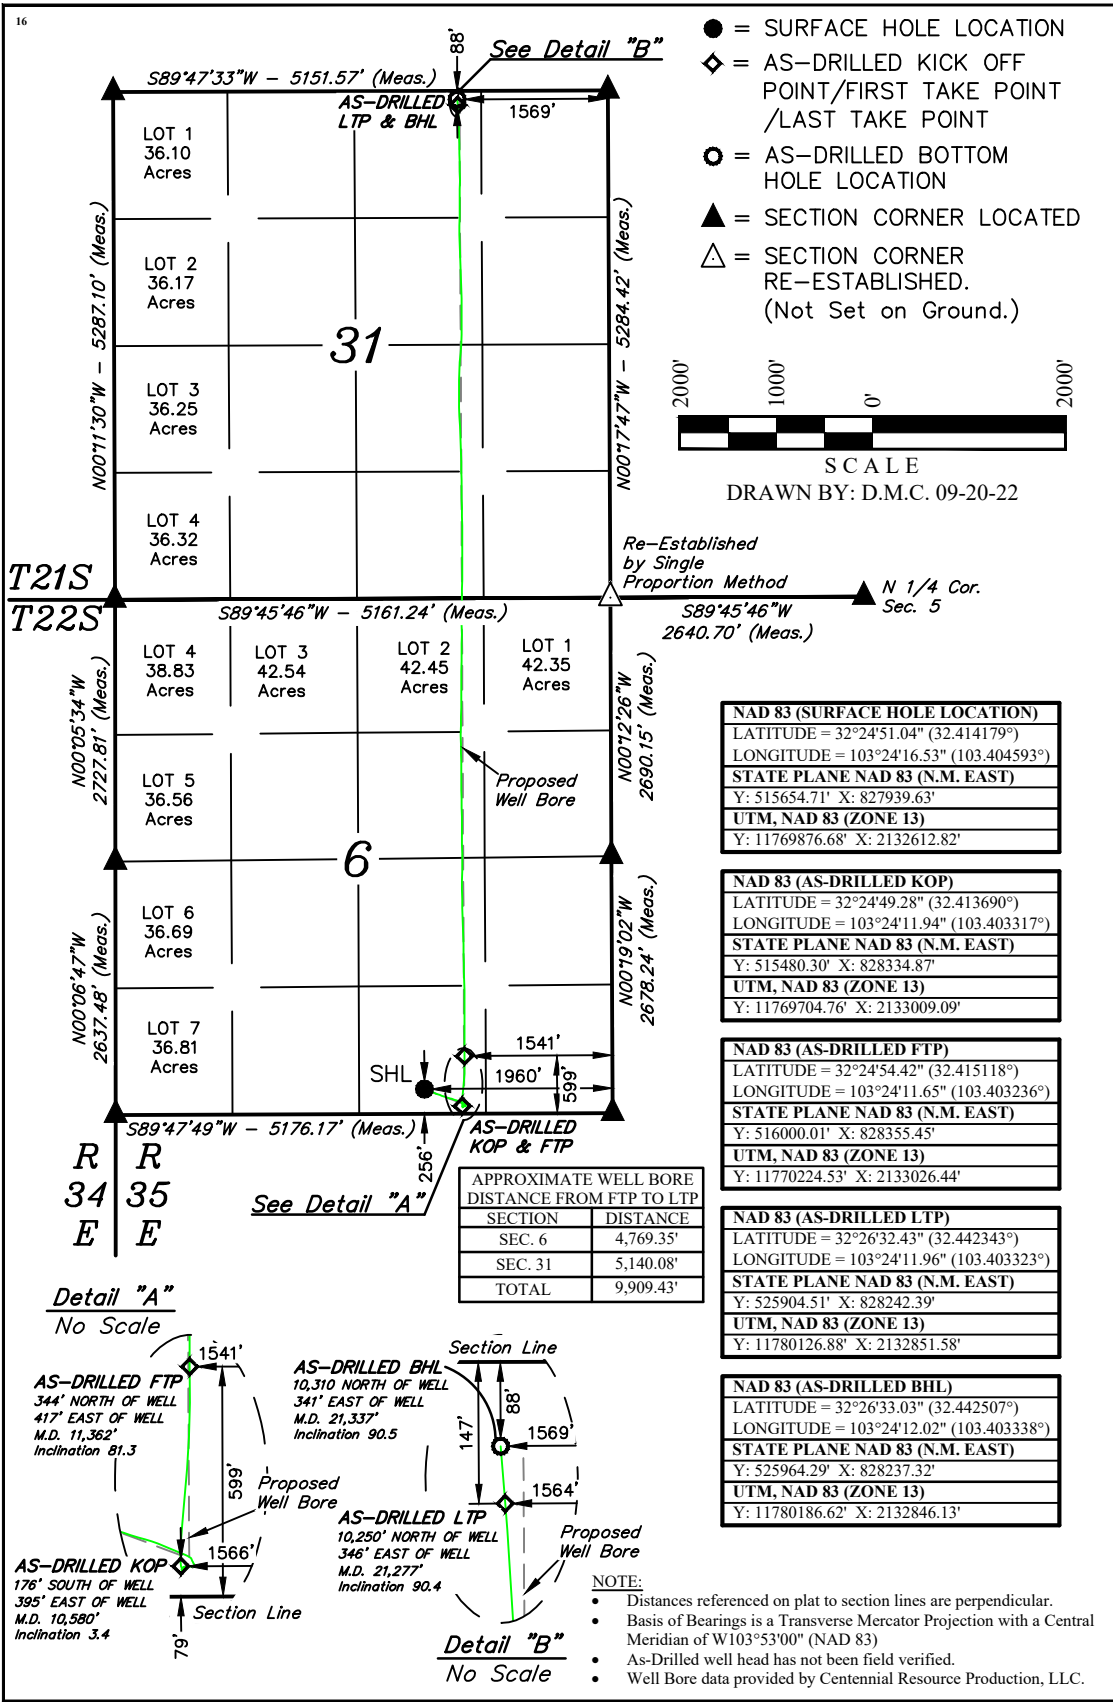 16
● = SURFACE HOLE LOCATION
= AS-DRILLED KICK OFF
POINT/FIRST TAKE POINT
/LAST TAKE POINT
= AS-DRILLED BOTTOM
HOLE LOCATION
▲ = SECTION CORNER LOCATED
△ = SECTION CORNER
RE-ESTABLISHED.
(Not Set on Ground.)
2000'
1000'
0'
2000'
SCALE
DRAWN BY: D.M.C. 09-20-22
88'
See Detail "B"
S89°47'33"W - 5151.57' (Meas.)
AS-DRILLED
LTP & BHL
1569'
LOT 1
36.10
Acres
LOT 2
36.17
Acres
LOT 3
36.25
Acres
LOT 4
36.32
Acres
31
N00°11'30"W - 5287.10' (Meas.)
N00°17'47"W - 5284.42' (Meas.)
Re-Established
by Single
Proportion Method
N 1/4 Cor.
Sec. 5
T21S
T22S
S89°45'46"W - 5161.24' (Meas.)
S89°45'46"W
2640.70' (Meas.)
LOT 4
38.83
Acres
LOT 3
42.54
Acres
LOT 2
42.45
Acres
LOT 1
42.35
Acres
N00°05'34"W
2727.81' (Meas.)
N00°12'26"W
2690.15' (Meas.)
LOT 5
36.56
Acres
Proposed
Well Bore
6
LOT 6
36.69
Acres
LOT 7
36.81
Acres
N00°06'47"W
2637.48' (Meas.)
N00°19'02"W
2678.24' (Meas.)
SHL
1541'
1960'
599'
S89°47'49"W - 5176.17' (Meas.)
AS-DRILLED
KOP & FTP
256'
R R
34 35
E E
See Detail "A"
APPROXIMATE WELL BORE
DISTANCE FROM FTP TO LTP
SECTION DISTANCE
SEC. 6 4,769.35'
SEC. 31 5,140.08'
TOTAL 9,909.43'
NAD 83 (SURFACE HOLE LOCATION)
LATITUDE = 32°24'51.04" (32.414179°)
LONGITUDE = 103°24'16.53" (103.404593°)
STATE PLANE NAD 83 (N.M. EAST)
Y: 515654.71' X: 827939.63'
UTM, NAD 83 (ZONE 13)
Y: 11769876.68' X: 2132612.82'
NAD 83 (AS-DRILLED KOP)
LATITUDE = 32°24'49.28" (32.413690°)
LONGITUDE = 103°24'11.94" (103.403317°)
STATE PLANE NAD 83 (N.M. EAST)
Y: 515480.30' X: 828334.87'
UTM, NAD 83 (ZONE 13)
Y: 11769704.76' X: 2133009.09'
NAD 83 (AS-DRILLED FTP)
LATITUDE = 32°24'54.42" (32.415118°)
LONGITUDE = 103°24'11.65" (103.403236°)
STATE PLANE NAD 83 (N.M. EAST)
Y: 516000.01' X: 828355.45'
UTM, NAD 83 (ZONE 13)
Y: 11770224.53' X: 2133026.44'
NAD 83 (AS-DRILLED LTP)
LATITUDE = 32°26'32.43" (32.442343°)
LONGITUDE = 103°24'11.96" (103.403323°)
STATE PLANE NAD 83 (N.M. EAST)
Y: 525904.51' X: 828242.39'
UTM, NAD 83 (ZONE 13)
Y: 11780126.88' X: 2132851.58'
NAD 83 (AS-DRILLED BHL)
LATITUDE = 32°26'33.03" (32.442507°)
LONGITUDE = 103°24'12.02" (103.403338°)
STATE PLANE NAD 83 (N.M. EAST)
Y: 525964.29' X: 828237.32'
UTM, NAD 83 (ZONE 13)
Y: 11780186.62' X: 2132846.13'
Detail "A"
No Scale
1541'
AS-DRILLED FTP
344' NORTH OF WELL
417' EAST OF WELL
M.D. 11,362'
Inclination 81.3
599'
Proposed
Well Bore
1566'
AS-DRILLED KOP
176' SOUTH OF WELL
395' EAST OF WELL
M.D. 10,580'
Inclination 3.4
Section Line
79'
Section Line
AS-DRILLED BHL
10,310 NORTH OF WELL
341' EAST OF WELL
M.D. 21,337'
Inclination 90.5
147'
88'
1569'
1564'
AS-DRILLED LTP
10,250' NORTH OF WELL
346' EAST OF WELL
M.D. 21,277'
Inclination 90.4
Proposed
Well Bore
Detail "B"
No Scale
NOTE:
• Distances referenced on plat to section lines are perpendicular.
• Basis of Bearings is a Transverse Mercator Projection with a Central
Meridian of W103°53'00" (NAD 83)
• As-Drilled well head has not been field verified.
• Well Bore data provided by Centennial Resource Production, LLC.